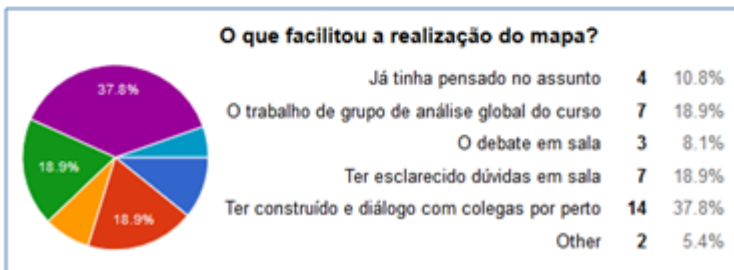 O que facilitou a realização do mapa?
Já tinha pensado no assunto 4 10.8%
O trabalho de grupo de análise global do curso 7 18.9%
O debate em sala 3 8.1%
Ter esclarecido dúvidas em sala 7 18.9%
Ter construído e diálogo com colegas por perto 14 37.8%
Other 2 5.4%
37.8%
18.9%
18.9%